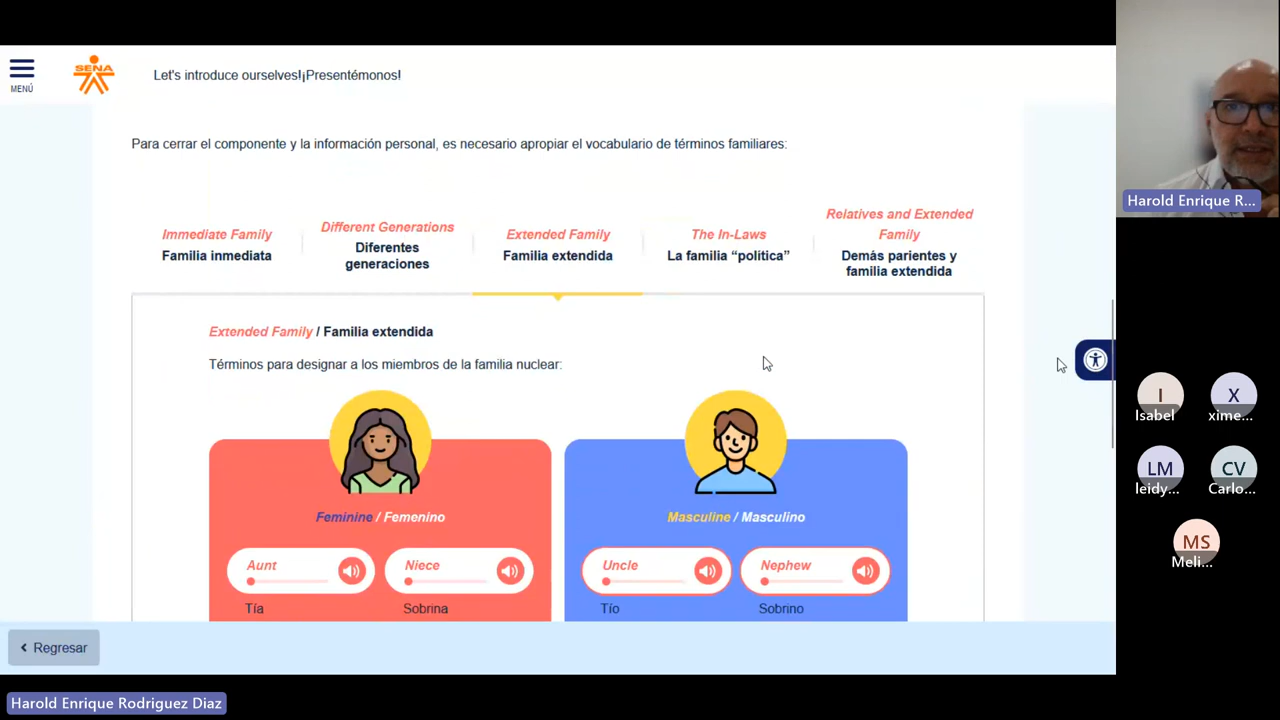 MENÚ
SENA
Let's introduce ourselves!¡Presentémonos!
Para cerrar el componente y la información personal, es necesario apropiar el vocabulario de términos familiares:
Immediate Family
Familia inmediata
Different Generations
Diferentes
generaciones
Extended Family
Familia extendida
The In-Laws
La familia “política”
Relatives and Extended
Family
Demás parientes y
familia extendida
Extended Family / Familia extendida
Términos para designar a los miembros de la familia nuclear:
Feminine / Femenino
Aunt
Tía
Niece
Sobrina
Masculine / Masculino
Uncle
Tío
Nephew
Sobrino
Regresar
Harold Enrique Rodriguez Diaz
Harold Enrique R...
I
Isabel
X
xime...
LM
leidy...
CV
Carlo...
MS
Meli...